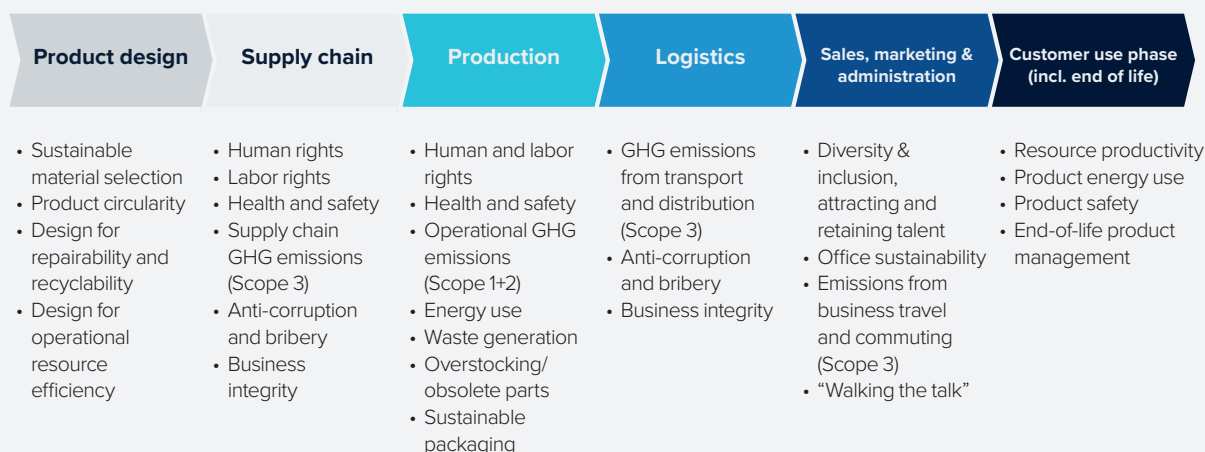 Product design
Supply chain
Production
Logistics
Sales, marketing &
administration
Customer use phase
(incl. end of life)
• Sustainable
material selection
• Product circularity
• Design for
repairability and
recyclability
• Design for
operational
resource
efficiency
• Human rights
• Labor rights
• Health and safety
• Supply chain
GHG emissions
(Scope 3)
• Anti-corruption
and bribery
• Business
integrity
• Human and labor
rights
• Health and safety
• Operational GHG
emissions
(Scope 1+2)
• Energy use
• Waste generation
• Overstocking/
obsolete parts
• Sustainable
packaging
• GHG emissions
from transport
and distribution
(Scope 3)
• Anti-corruption
and bribery
• Business integrity
• Diversity &
inclusion,
attracting and
retaining talent
• Office sustainability
• Emissions from
business travel
and commuting
(Scope 3)
• “Walking the talk”
• Resource productivity
• Product energy use
• Product safety
• End-of-life product
management